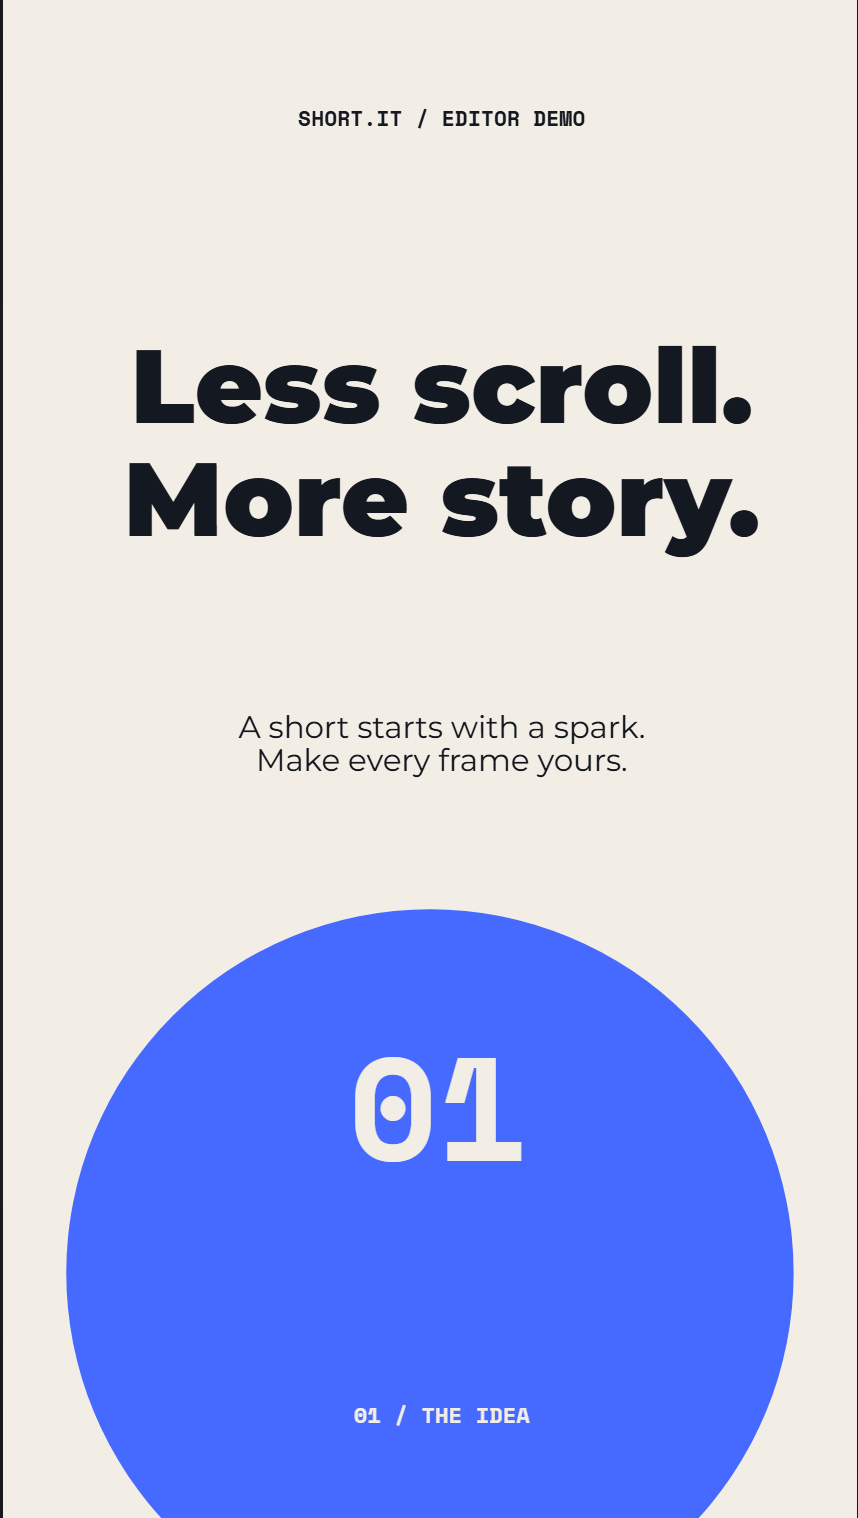 SHORT.IT / EDITOR DEMO
Less scroll.
More story.
A short starts with a spark.
Make every frame yours.
01
01 / THE IDEA